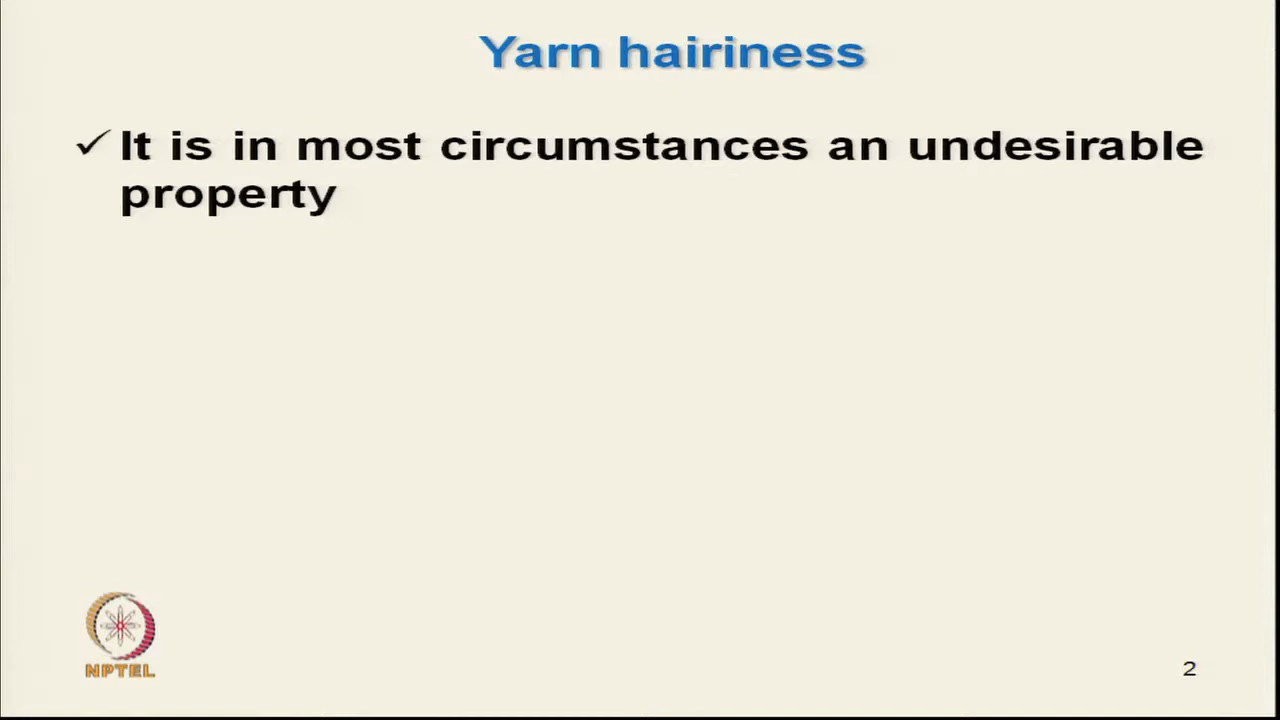 Yarn hairiness
✓ It is in most circumstances an undesirable
property
NPTEL
2